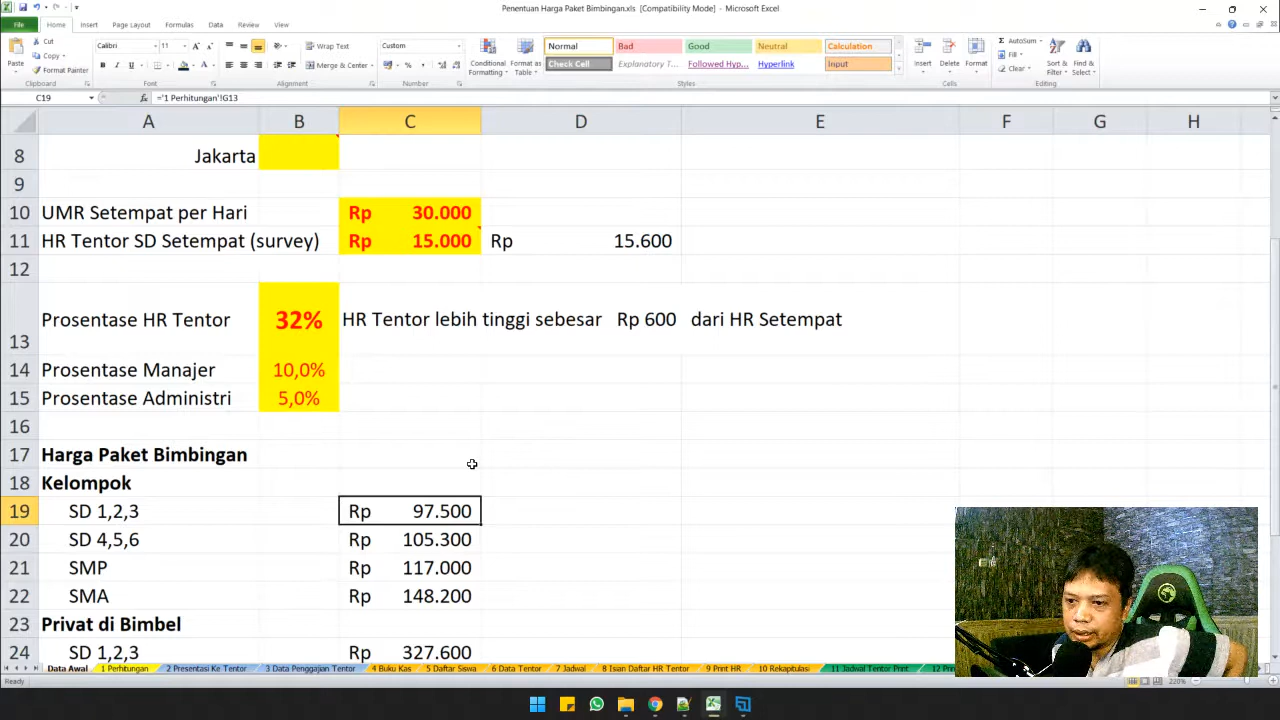 Penentuan Harga Paket Bimbingan.xls [Compatibility Mode] - Microsoft Excel
File Home Insert Page Layout Formulas Data Review View
Paste Cut Copy Format Painter Clipboard
Calibri 11 Font
Wrap Text Merge & Center Alignment
Custom Number
Conditional Formatting Format as Table
Normal Bad Good Neutral Calculation
Check Cell Explanatory T... Followed Hyp... Hyperlink Input
Styles
Insert Delete Format Cells
AutoSum Fill Clear Sort & Filter Find & Select Editing
C19 fx ='1 Perhitungan'!G13
A B C D E F G H
8 Jakarta
9
10 UMR Setempat per Hari Rp 30.000
11 HR Tentor SD Setempat (survey) Rp 15.000 Rp 15.600
12
13 Prosentase HR Tentor 32% HR Tentor lebih tinggi sebesar Rp 600 dari HR Setempat
14 Prosentase Manajer 10,0%
15 Prosentase Administri 5,0%
16
17 Harga Paket Bimbingan
18 Kelompok
19 SD 1,2,3 Rp 97.500
20 SD 4,5,6 Rp 105.300
21 SMP Rp 117.000
22 SMA Rp 148.200
23 Privat di Bimbel
24 SD 1,2,3 Rp 327.600
Data Awal 1 Perhitungan 2 Presentasi Ke Tentor 3 Data Penggajian Tentor 4 Buku Kas 5 Daftar Siswa 6 Data Tentor 7 Jadwal 8 Isian Daftar HR Tentor 9 Print HR 10 Rekapitulasi 11 Jadwal Tentor Print
Ready 220%